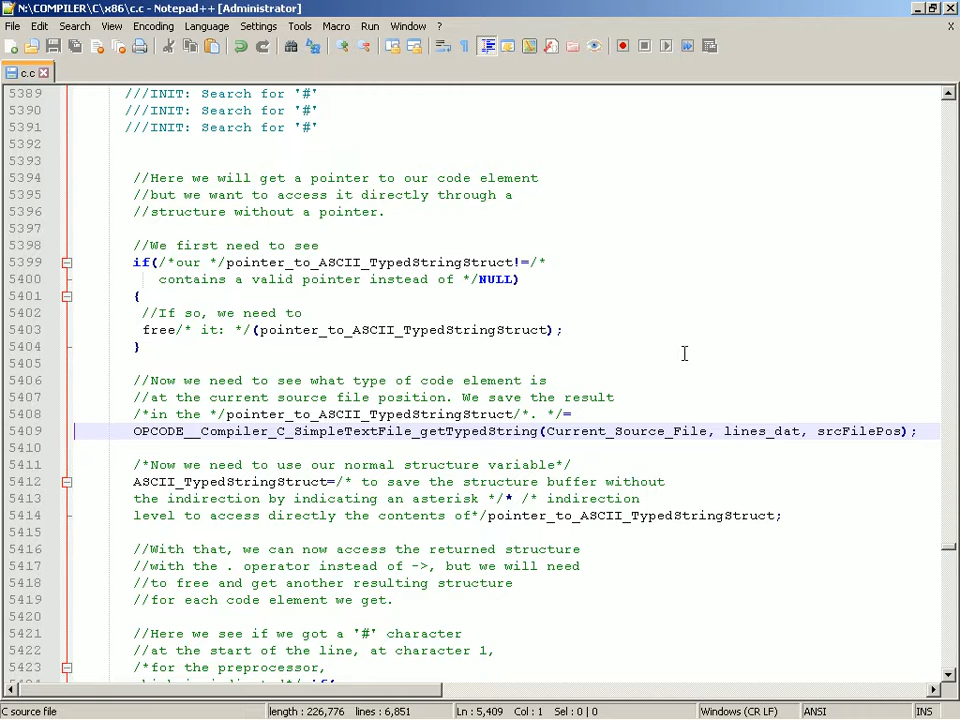 N:\COMPILER\C\x86\c.c - Notepad++ [Administrator]
File Edit Search View Encoding Language Settings Tools Macro Run Window ? X
c.c
5389 ///INIT: Search for '#'
5390 ///INIT: Search for '#'
5391 ///INIT: Search for '#'
5392
5393
5394 //Here we will get a pointer to our code element
5395 //but we want to access it directly through a
5396 //structure without a pointer.
5397
5398 //We first need to see
5399 if(/*our */pointer_to_ASCII_TypedStringStruct!=/*
5400 contains a valid pointer instead of */NULL)
5401 {
5402 //If so, we need to
5403 free/* it: */(pointer_to_ASCII_TypedStringStruct);
5404 }
5405
5406 //Now we need to see what type of code element is
5407 //at the current source file position. We save the result
5408 /*in the */pointer_to_ASCII_TypedStringStruct/*. */=
5409 OPCODE__Compiler_C_SimpleTextFile_getTypedString(Current_Source_File, lines_dat, srcFilePos);
5410
5411 /*Now we need to use our normal structure variable*/
5412 ASCII_TypedStringStruct=/* to save the structure buffer without
5413 the indirection by indicating an asterisk */* /* indirection
5414 level to access directly the contents of*/pointer_to_ASCII_TypedStringStruct;
5415
5416 //With that, we can now access the returned structure
5417 //with the . operator instead of ->, but we will need
5418 //to free and get another resulting structure
5419 //for each code element we get.
5420
5421 //Here we see if we got a '#' character
5422 //at the start of the line, at character 1,
5423 /*for the preprocessor,
C source file length : 226,776 lines : 6,851 Ln : 5,409 Col : 1 Sel : 0 | 0 Windows (CR LF) ANSI INS